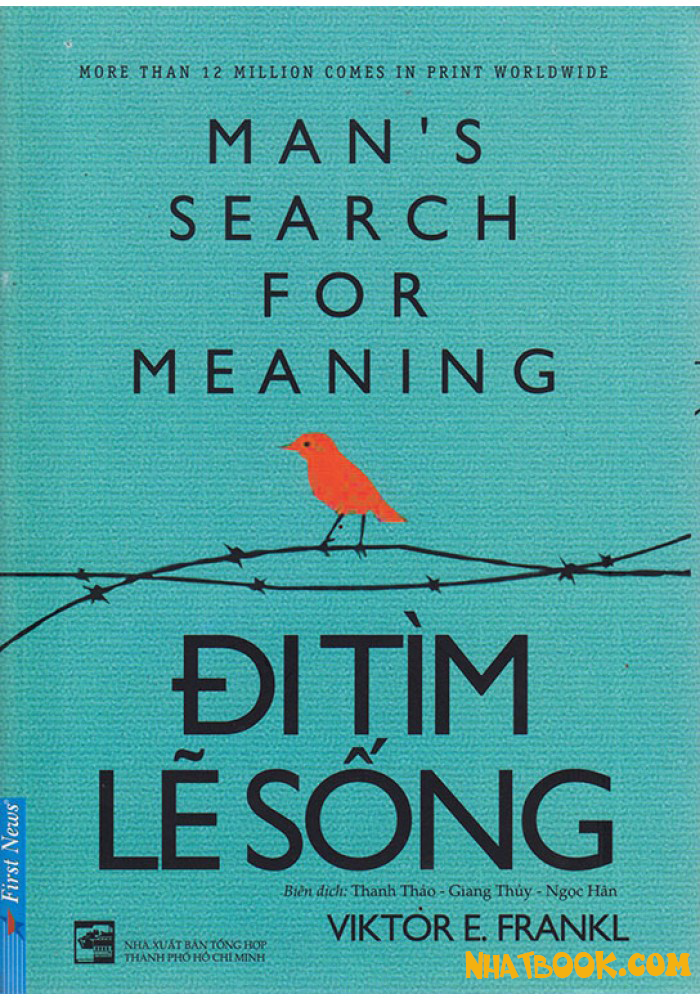 MORE THAN 12 MILLION COMES IN PRINT WORLDWIDE
MAN'S
SEARCH
FOR
MEANING
ĐI TÌM
LẼ SỐNG
Biên dịch: Thanh Thảo - Giang Thủy - Ngọc Hân
VIKTOR E. FRANKL
First News
NHÀ XUẤT BẢN TỔNG HỢP
THÀNH PHỐ HỒ CHÍ MINH
NHATBOOK.COM